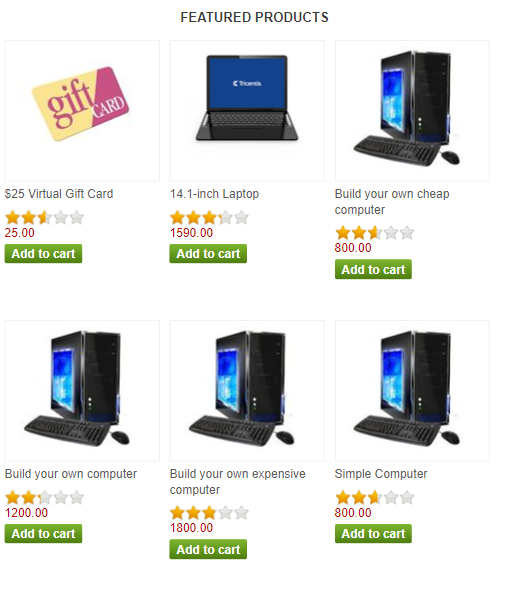 FEATURED PRODUCTS
gift
CARD
Tricentis
$25 Virtual Gift Card
25.00
Add to cart
14.1-inch Laptop
1590.00
Add to cart
Build your own cheap
computer
800.00
Add to cart
Build your own computer
1200.00
Add to cart
Build your own expensive
computer
1800.00
Add to cart
Simple Computer
800.00
Add to cart